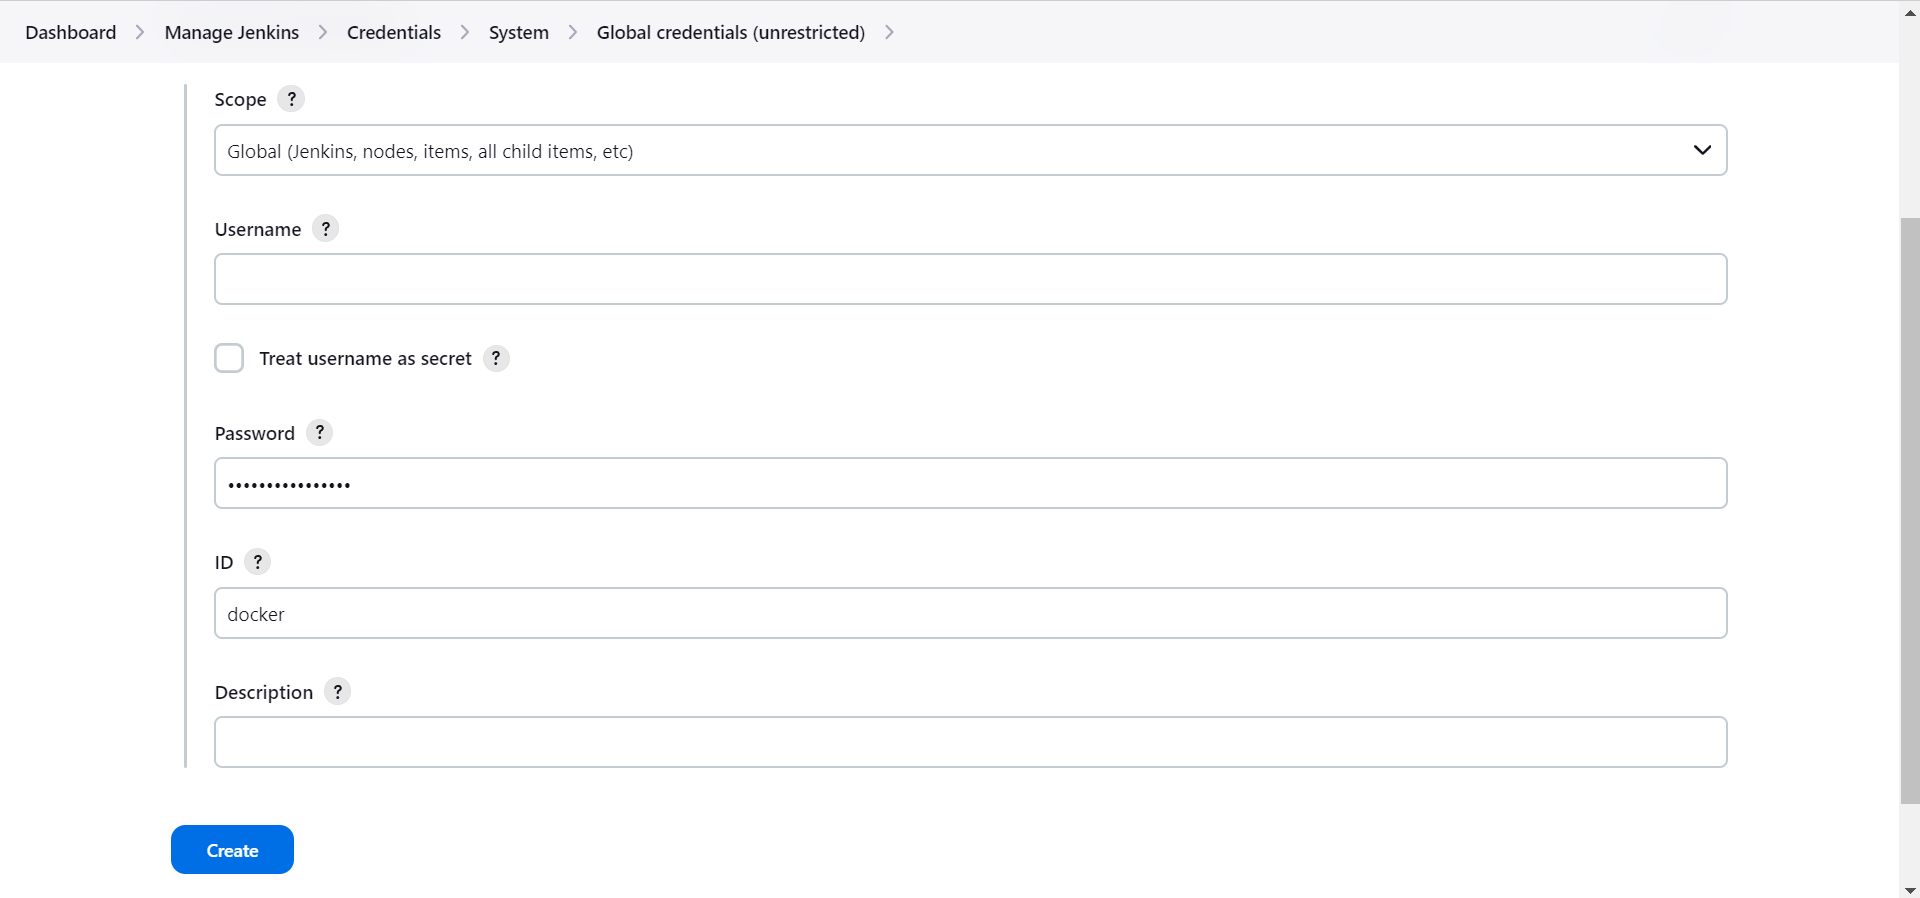 Dashboard > Manage Jenkins > Credentials > System > Global credentials (unrestricted) >
Scope ?
Global (Jenkins, nodes, items, all child items, etc)
Username ?
Treat username as secret ?
Password ?
••••••••••••••••
ID ?
docker
Description ?
Create